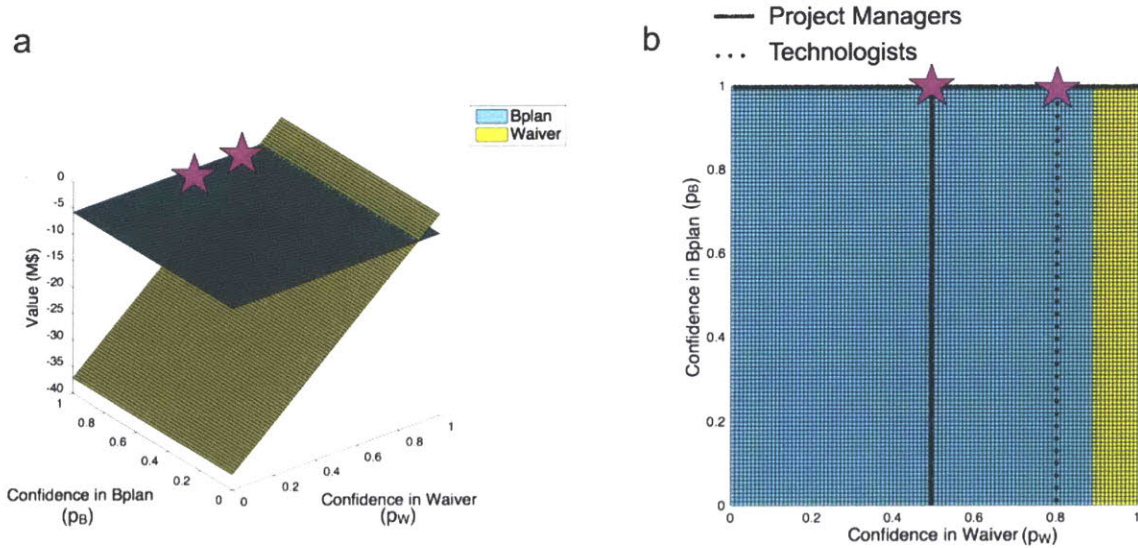 a
Bplan
Waiver
Value (M$)
0
-5
-10
-15
-20
-25
-30
-35
-40
1
0.8
0.6
0.4
0.2
0
Confidence in Bplan
(pB)
0
0.2
0.4
0.6
0.8
1
Confidence in Waiver
(pW)
b
Project Managers
Technologists
Confidence in Bplan (pB)
1
0.8
0.6
0.4
0.2
0
0
0.2
0.4
0.6
0.8
1
Confidence in Waiver (pW)